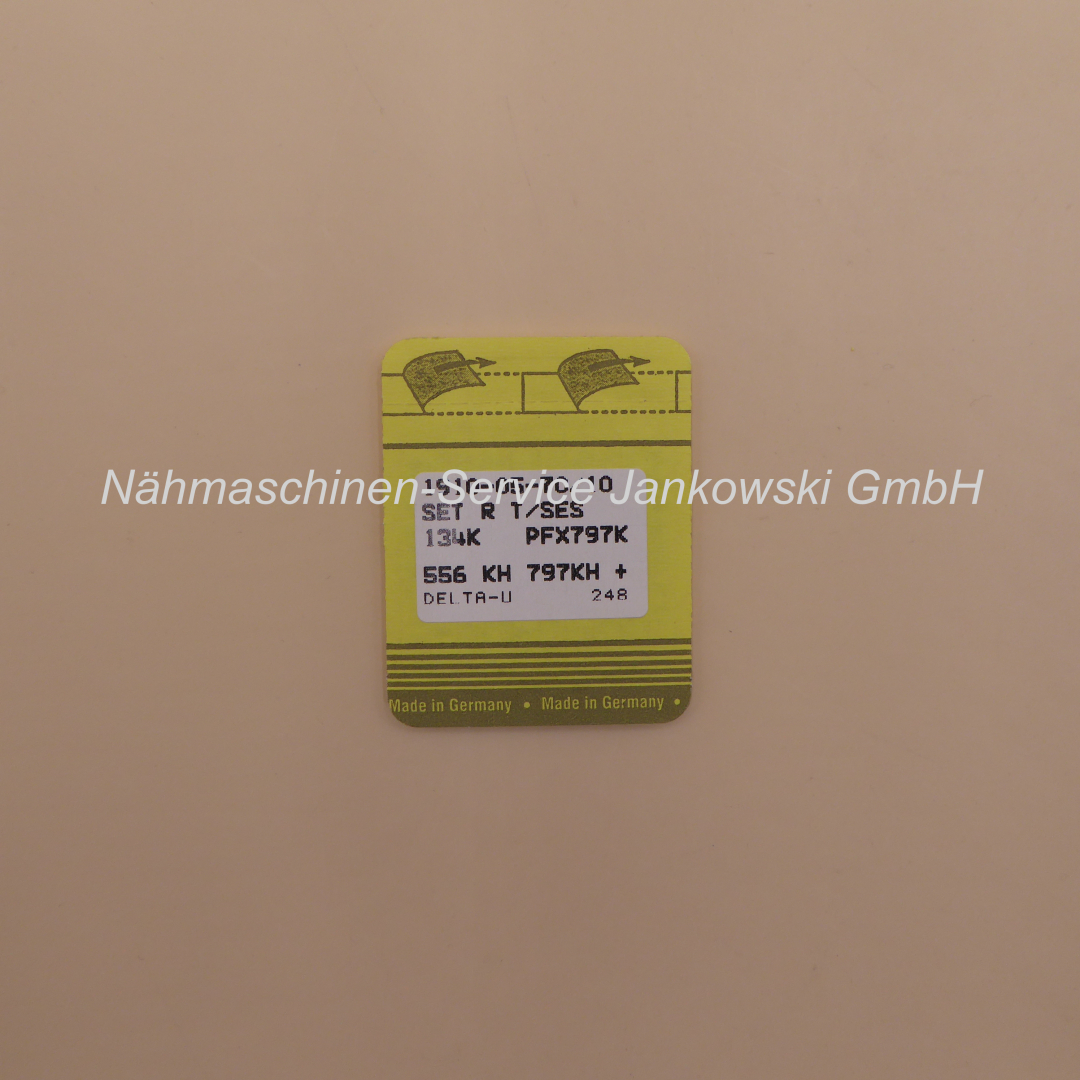 Nähmaschinen-Service Jankowski GmbH
SET R T/SES
134K PFX797K
556 KH 797KH +
DELTA-U 248
Made in Germany • Made in Germany •